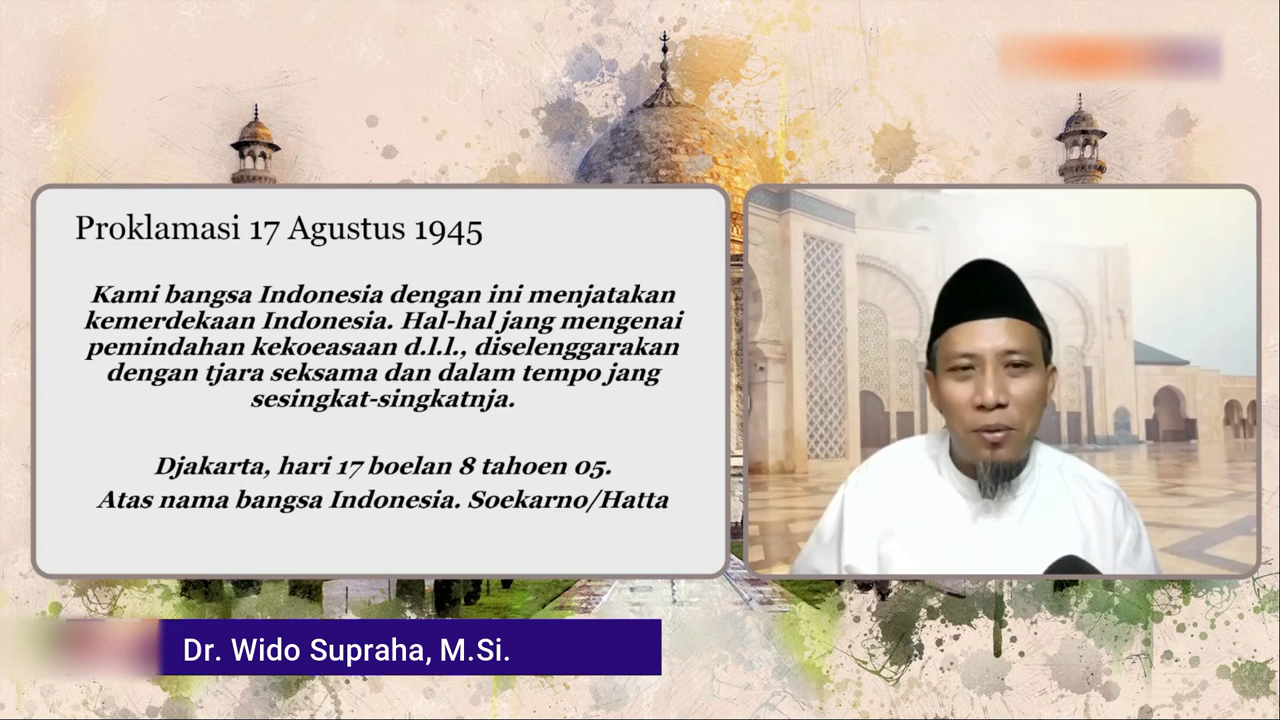 Proklamasi 17 Agustus 1945
Kami bangsa Indonesia dengan ini menjatakan
kemerdekaan Indonesia. Hal-hal jang mengenai
pemindahan kekoeasaan d.l.l., diselenggarakan
dengan tjara seksama dan dalam tempo jang
sesingkat-singkatnja.
Djakarta, hari 17 boelan 8 tahoen 05.
Atas nama bangsa Indonesia. Soekarno/Hatta
Dr. Wido Supraha, M.Si.